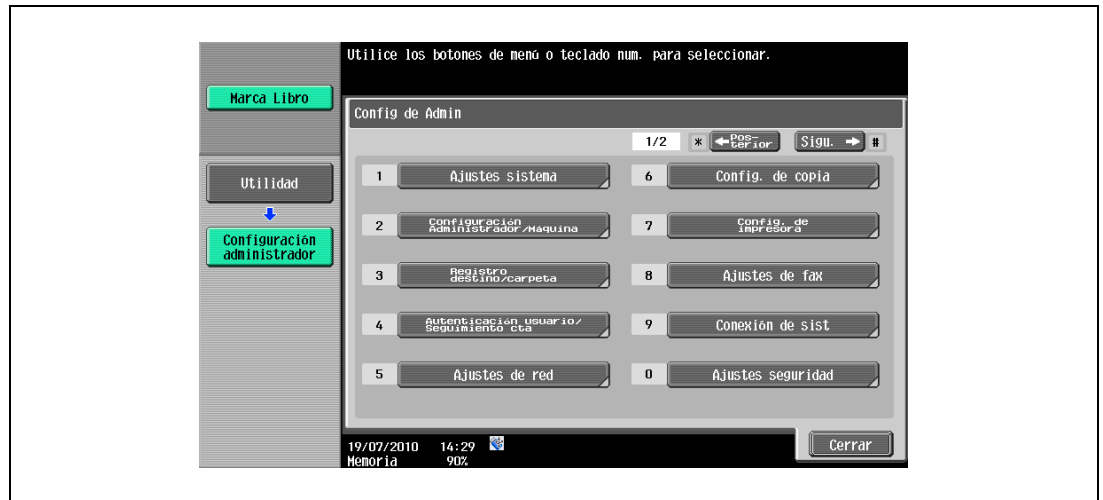 Utilice los botones de menú o teclado num. para seleccionar.
Marca Libro
Config de Admin
1/2 * ←Pos-
terior Sigu. → #
Utilidad
Configuración
administrador
1 Ajustes sistema
2 Configuración
Administrador/Máquina
3 Registro
destino/carpeta
4 Autenticación usuario/
Seguimiento cta
5 Ajustes de red
6 Config. de copia
7 Config. de
impresora
8 Ajustes de fax
9 Conexión de sist
0 Ajustes seguridad
19/07/2010 14:29
Memoria 90%
Cerrar